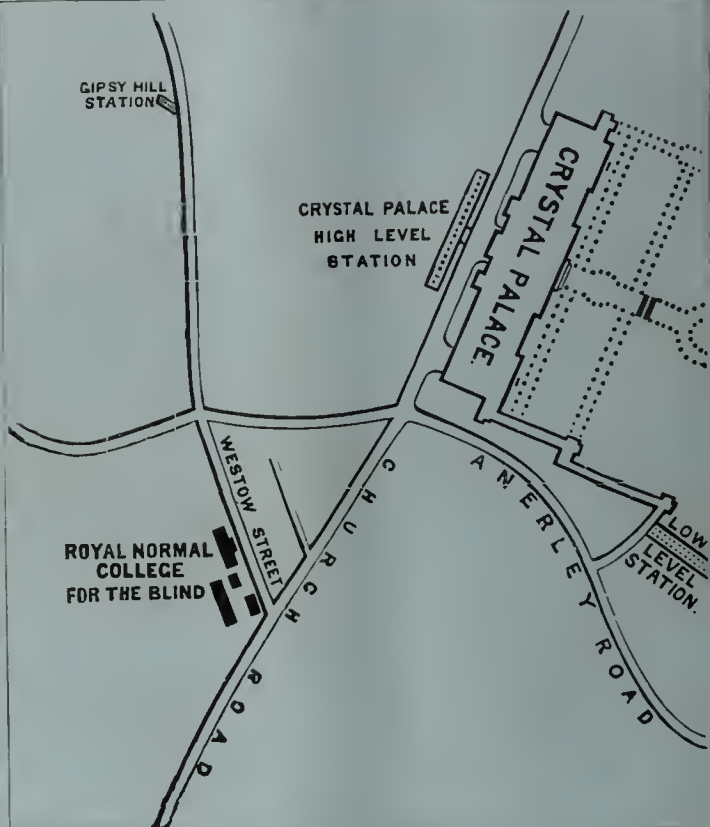 GIPSY HILL
STATION
CRYSTAL PALACE
HIGH LEVEL
STATION
CRYSTAL PALACE.
WESTOW STREET
CHURCH ROAD
ANERLEY ROAD
LOW
LEVEL
STATION.
ROYAL NORMAL
COLLEGE
FOR THE BLIND